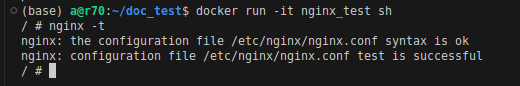 (base) a@r70:~/doc_test$ docker run -it nginx_test sh
/ # nginx -t
nginx: the configuration file /etc/nginx/nginx.conf syntax is ok
nginx: configuration file /etc/nginx/nginx.conf test is successful
/ #